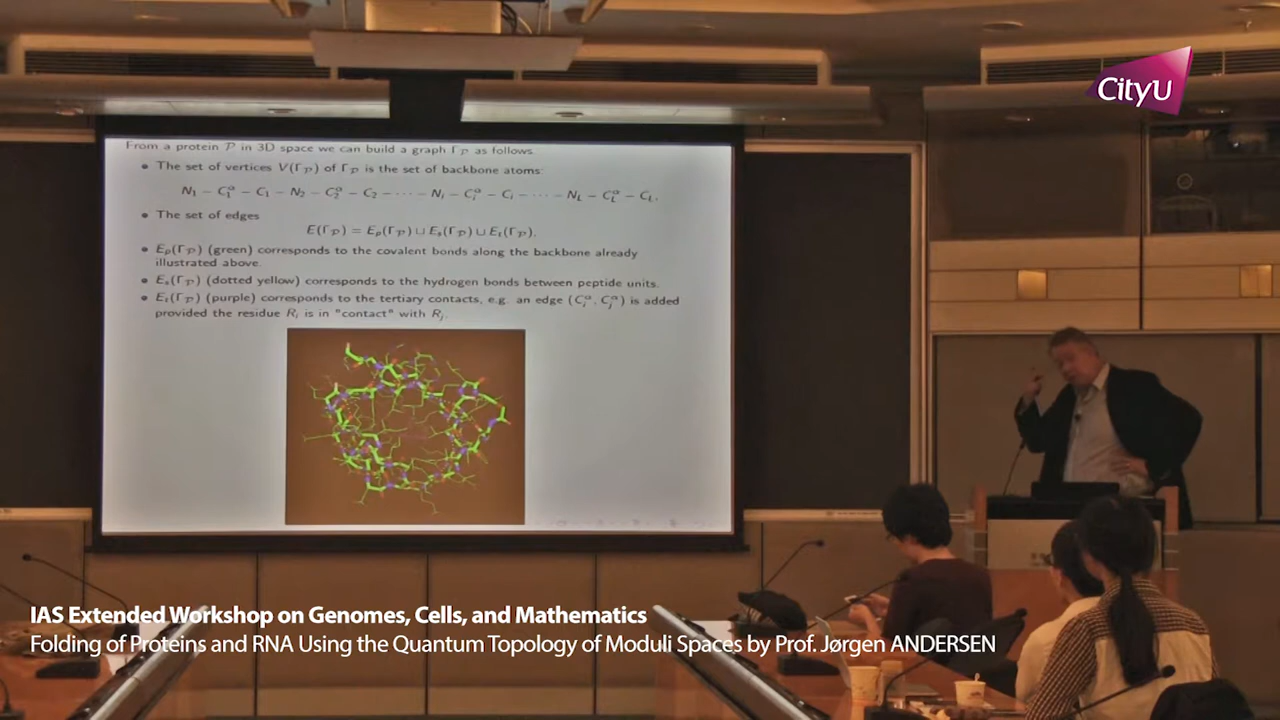 CityU
From a protein 𝒫 in 3D space we can build a graph Γ𝒫 as follows.
• The set of vertices V(Γ𝒫) of Γ𝒫 is the set of backbone atoms:
N₁ − C₁^α − C₁ − N₂ − C₂^α − C₂ − ··· − Nᵢ − Cᵢ^α − Cᵢ − ··· − N_L − C_L^α − C_L,
• The set of edges
E(Γ𝒫) = E_p(Γ𝒫) ⊔ E_s(Γ𝒫) ⊔ E_t(Γ𝒫),
• E_p(Γ𝒫) (green) corresponds to the covalent bonds along the backbone already
illustrated above.
• E_s(Γ𝒫) (dotted yellow) corresponds to the hydrogen bonds between peptide units.
• E_t(Γ𝒫) (purple) corresponds to the tertiary contacts, e.g. an edge (Cᵢ^α, Cⱼ^α) is added
provided the residue Rᵢ is in "contact" with Rⱼ.
IAS Extended Workshop on Genomes, Cells, and Mathematics
Folding of Proteins and RNA Using the Quantum Topology of Moduli Spaces by Prof. Jørgen ANDERSEN